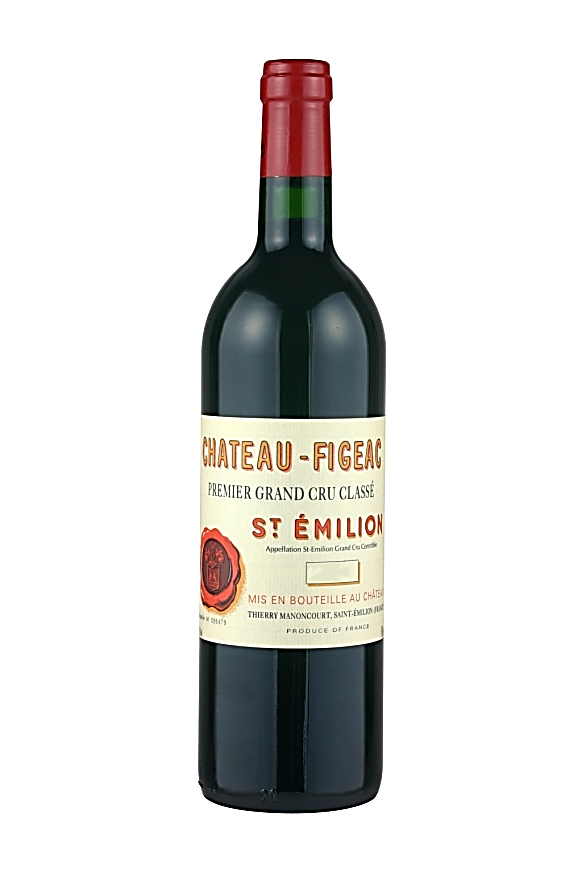 CHATEAU-FIGEAC
PREMIER GRAND CRU CLASSÉ
ST ÉMILION
Appellation St-Emilion Grand Cru Contrôlée
MIS EN BOUTEILLE AU CHÂTEAU
THIERRY MANONCOURT, SAINT-ÉMILION (FRANCE
PRODUCE OF FRANCE